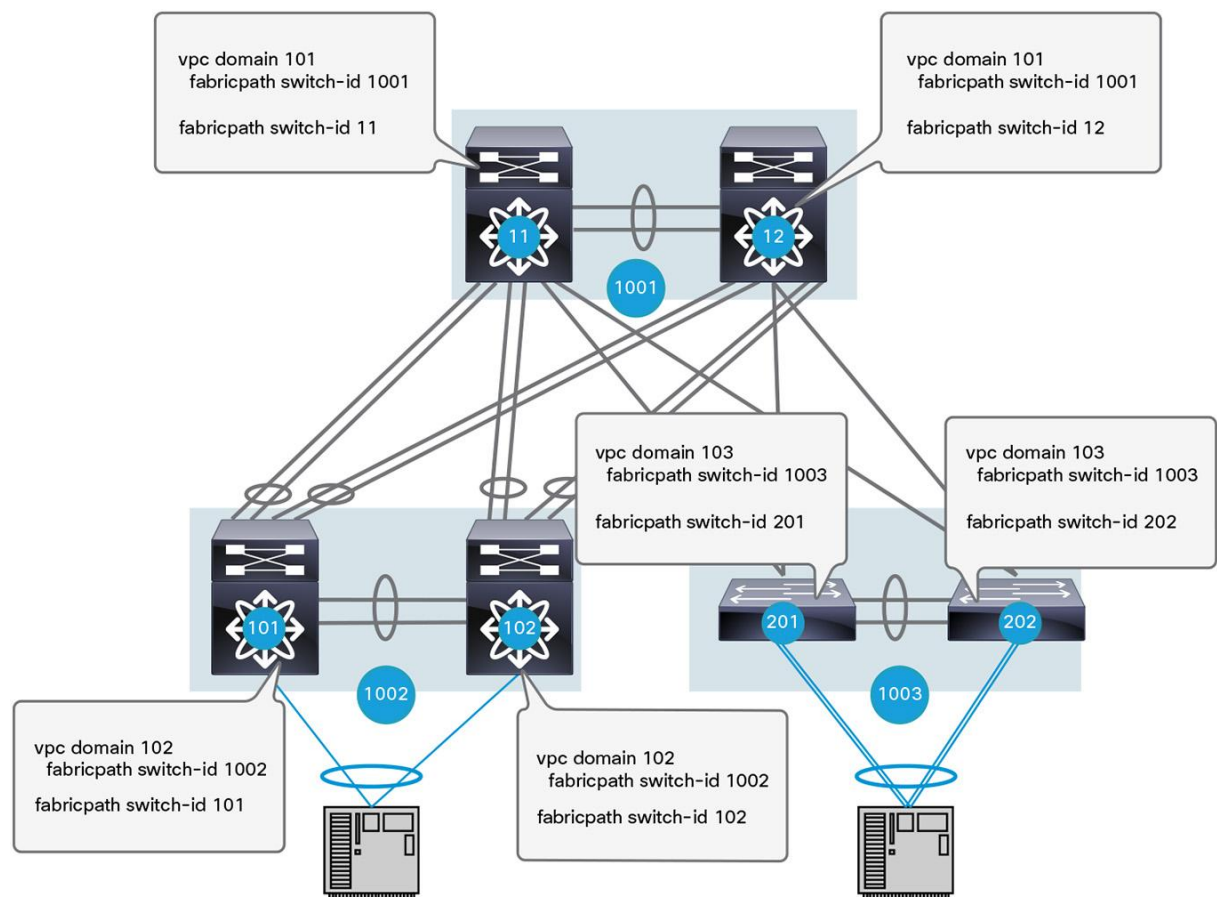 vpc domain 101
fabricpath switch-id 1001
fabricpath switch-id 11
vpc domain 101
fabricpath switch-id 1001
fabricpath switch-id 12
11
12
1001
vpc domain 103
fabricpath switch-id 1003
fabricpath switch-id 201
vpc domain 103
fabricpath switch-id 1003
fabricpath switch-id 202
101
102
201
202
1002
1003
vpc domain 102
fabricpath switch-id 1002
fabricpath switch-id 101
vpc domain 102
fabricpath switch-id 1002
fabricpath switch-id 102